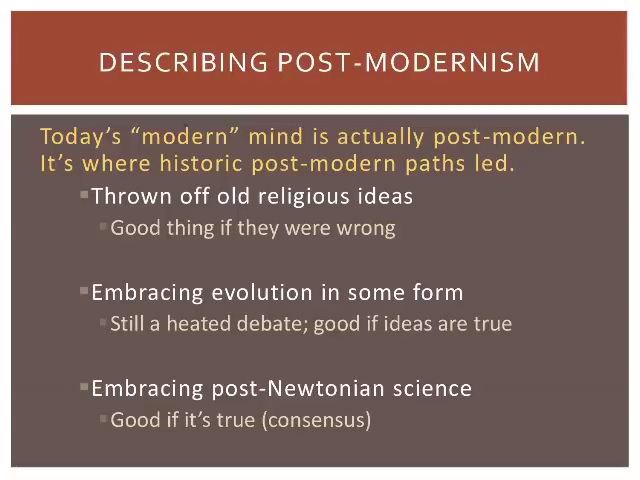 DESCRIBING POST-MODERNISM
Today's “modern” mind is actually post-modern.
It's where historic post-modern paths led.
Thrown off old religious ideas
Good thing if they were wrong
Embracing evolution in some form
Still a heated debate; good if ideas are true
Embracing post-Newtonian science
Good if it's true (consensus)